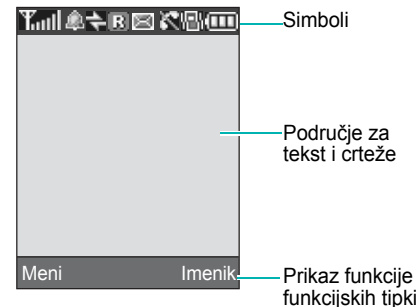 Simboli
Područje za
tekst i crteže
Meni Imenik
Prikaz funkcije
funkcijskih tipki